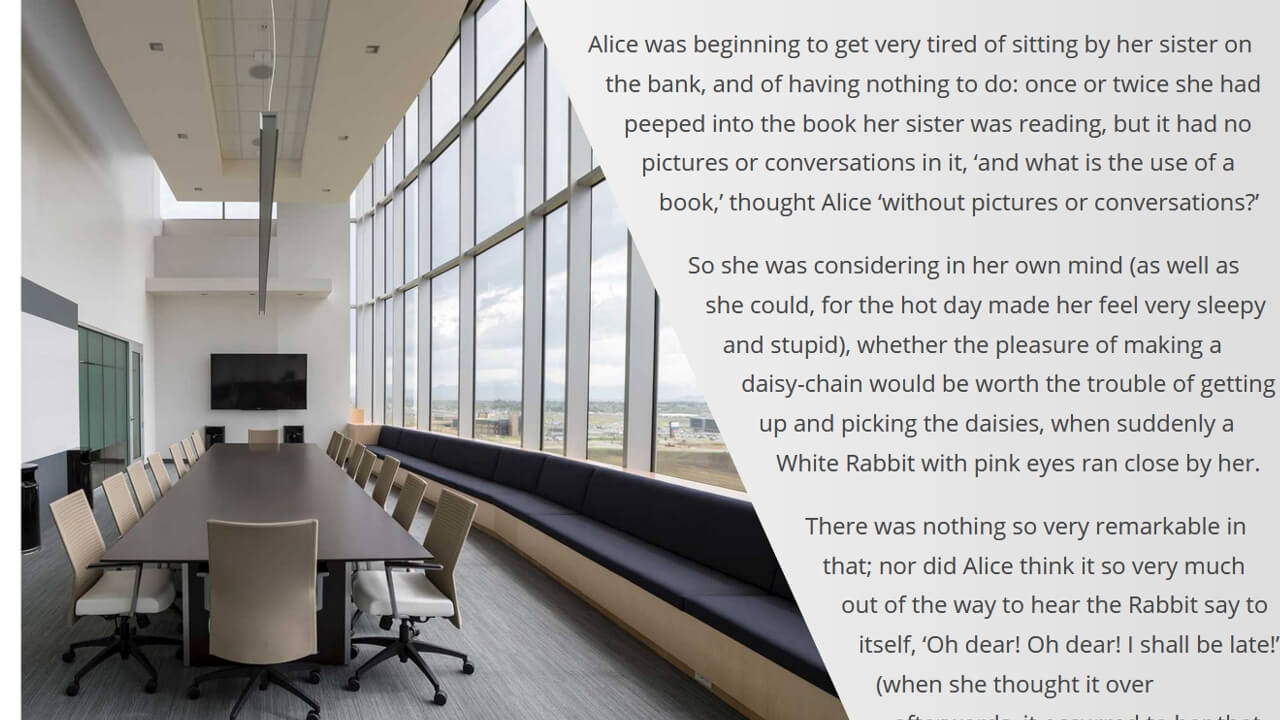 Alice was beginning to get very tired of sitting by her sister on
the bank, and of having nothing to do: once or twice she had
peeped into the book her sister was reading, but it had no
pictures or conversations in it, ‘and what is the use of a
book,’ thought Alice ‘without pictures or conversations?’
So she was considering in her own mind (as well as
she could, for the hot day made her feel very sleepy
and stupid), whether the pleasure of making a
daisy-chain would be worth the trouble of getting
up and picking the daisies, when suddenly a
White Rabbit with pink eyes ran close by her.
There was nothing so very remarkable in
that; nor did Alice think it so very much
out of the way to hear the Rabbit say to
itself, ‘Oh dear! Oh dear! I shall be late!’
(when she thought it over